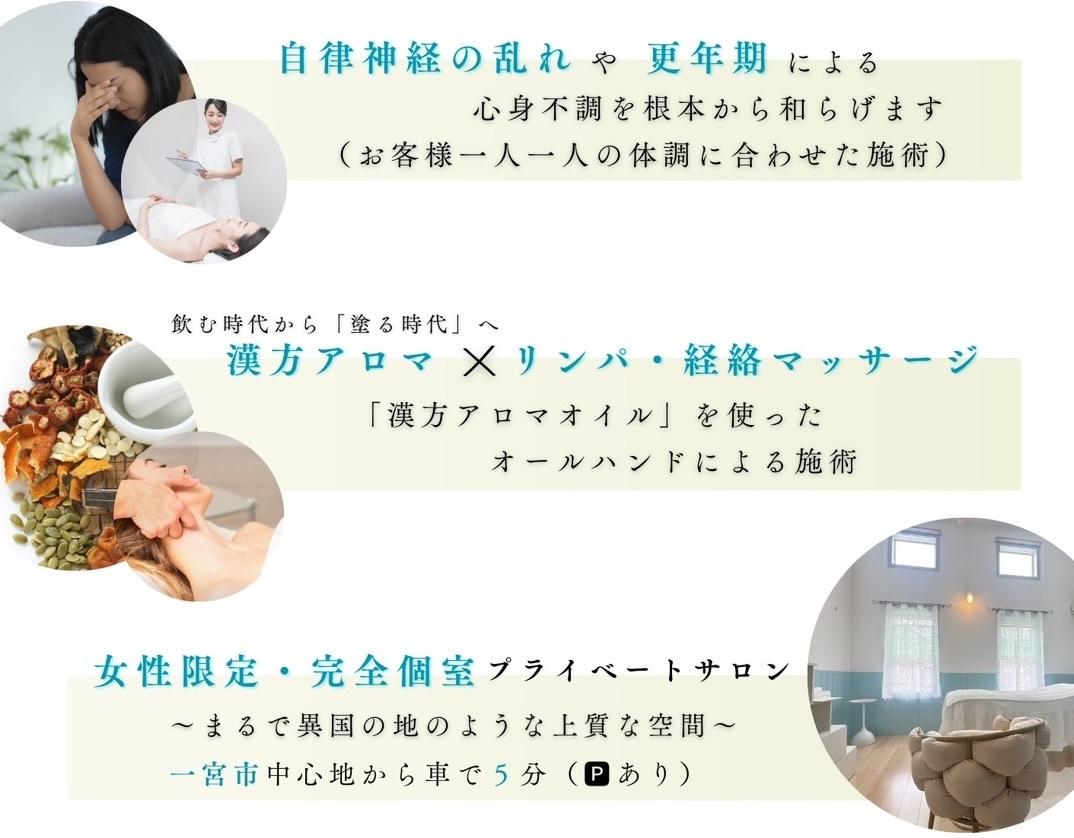 自律神経の乱れ や 更年期 による
心身不調を根本から和らげます
（お客様一人一人の体調に合わせた施術）
飲む時代から「塗る時代」へ
漢方アロマ × リンパ・経絡マッサージ
「漢方アロマオイル」を使った
オールハンドによる施術
女性限定・完全個室プライベートサロン
～まるで異国の地のような上質な空間～
一宮市中心地から車で5分（🅿あり）